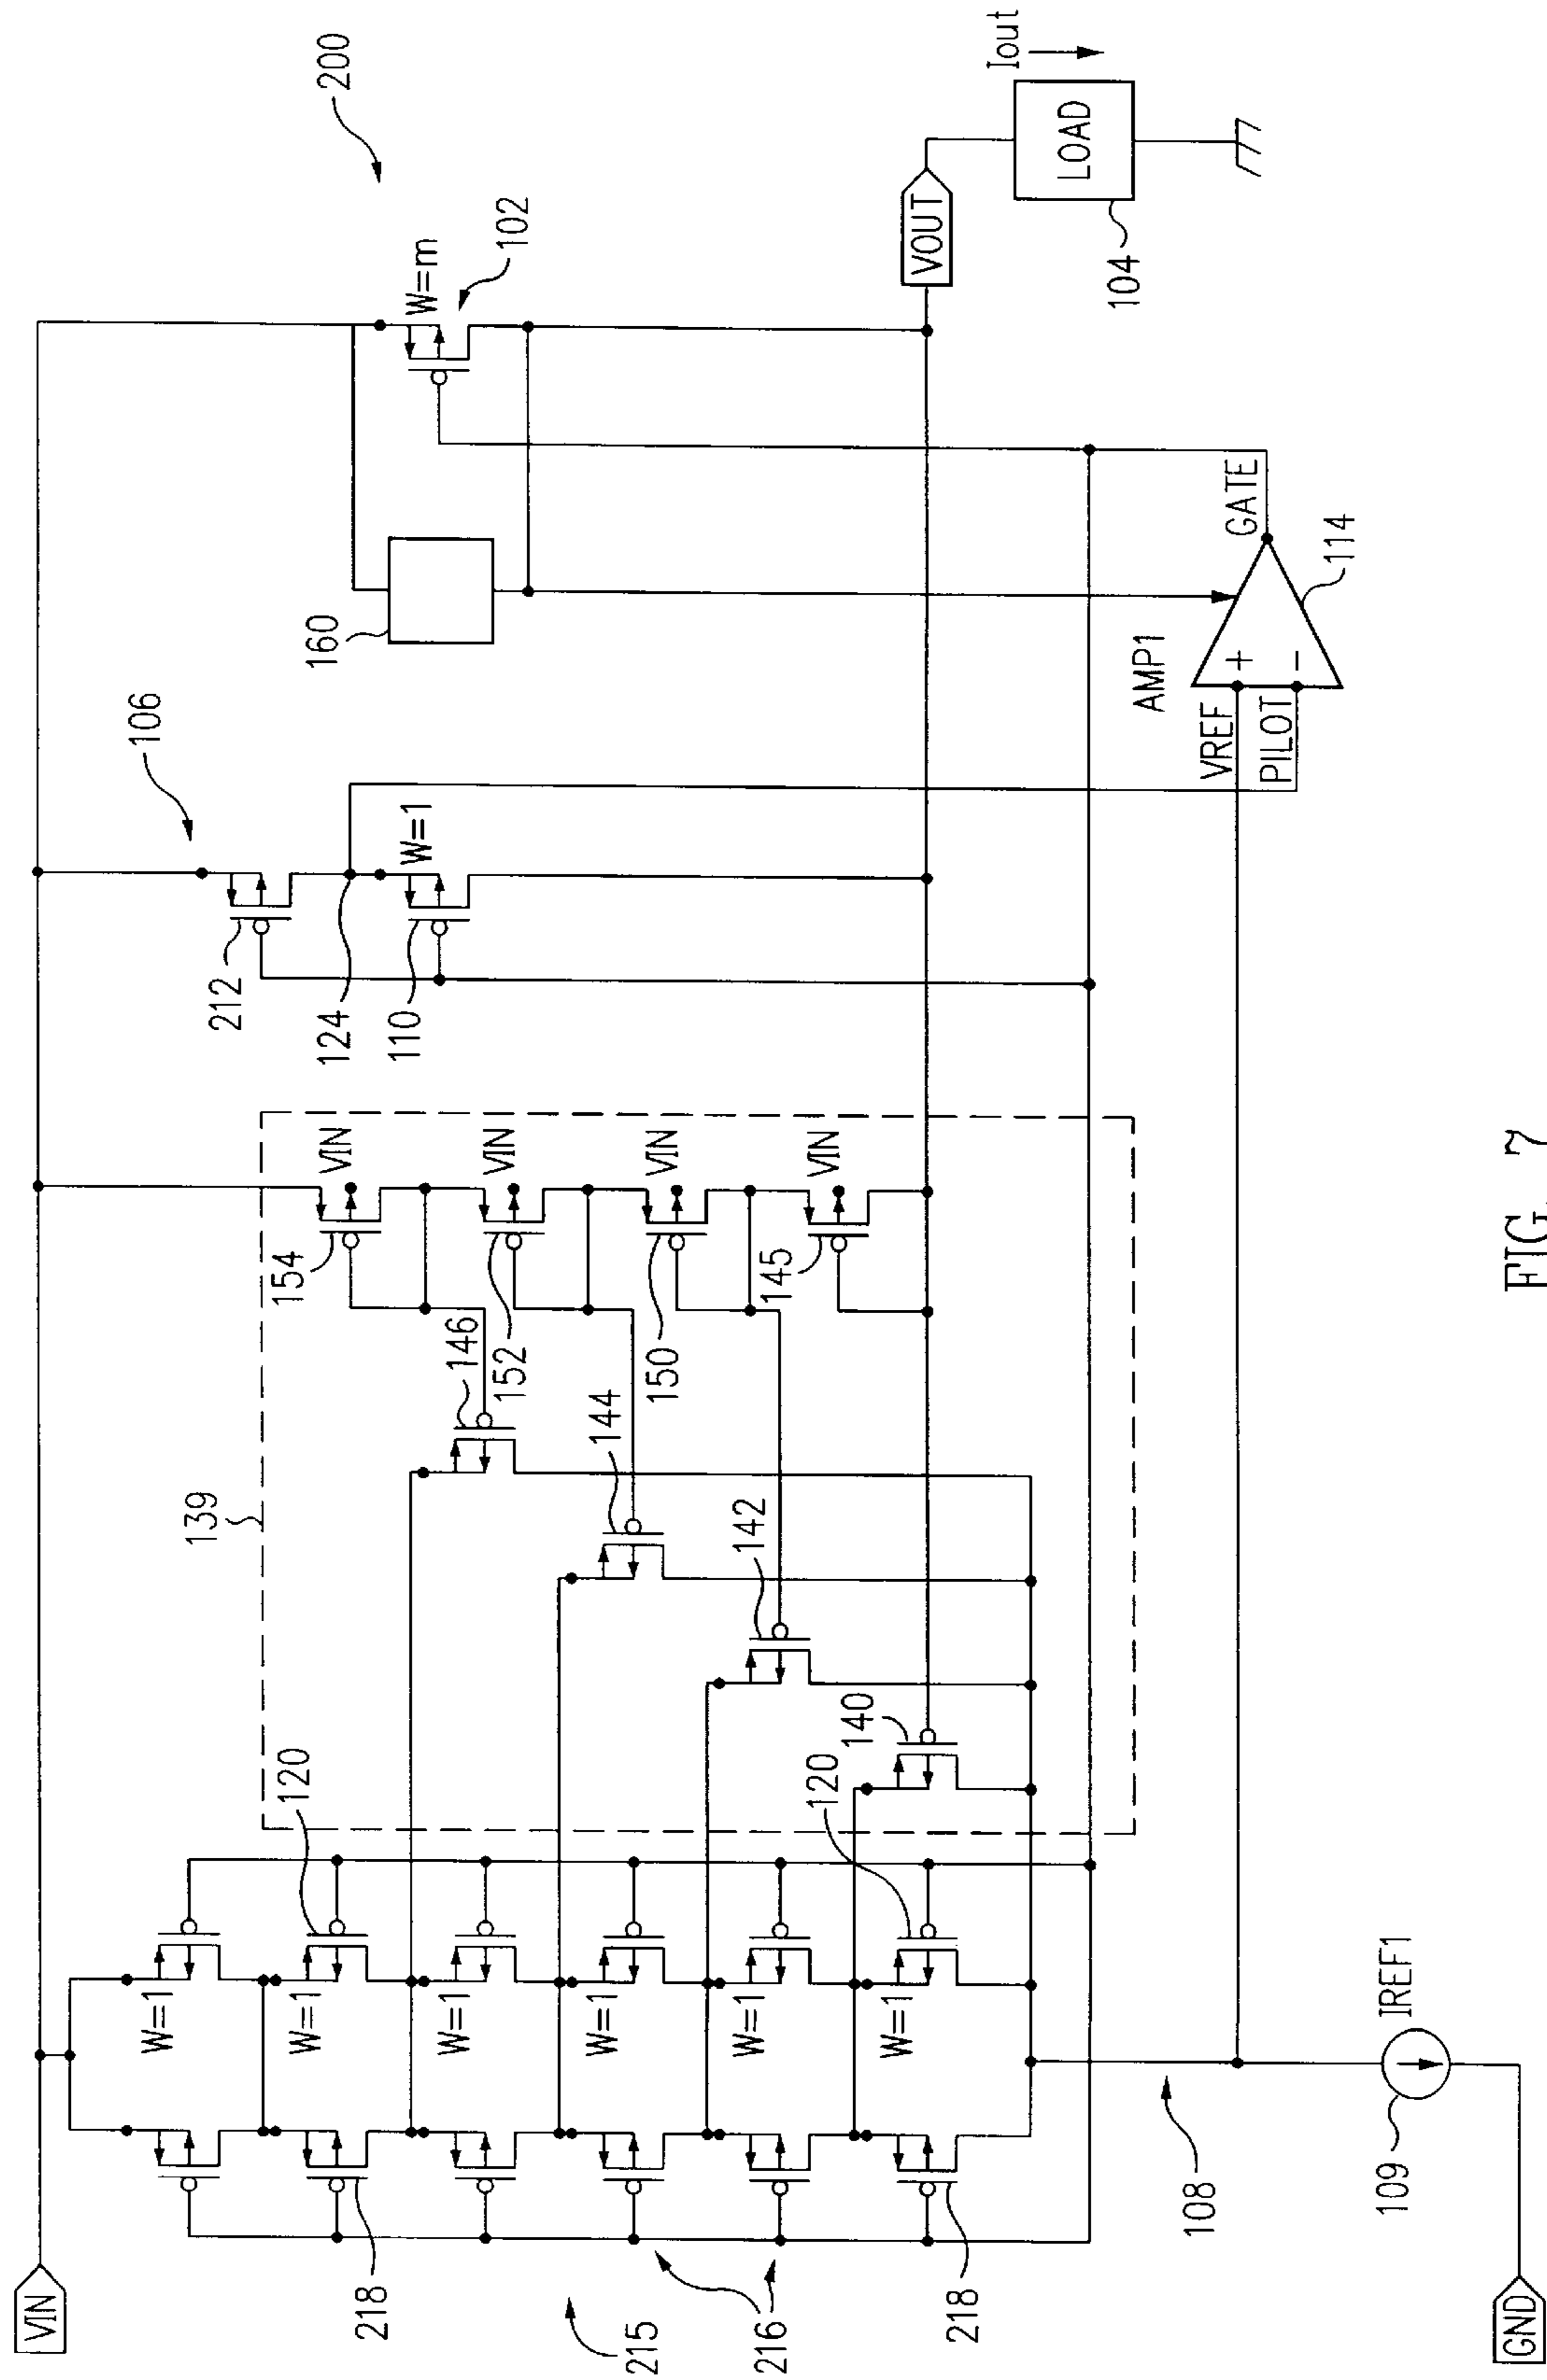 200
Iout
LOAD
104
VOUT
W=m
102
160
GATE
114
AMP1
+
-
VREF
PILOT
106
W=1
212
124
110
VIN
VIN
VIN
VIN
154
152
150
145
146
144
142
140
139
120
120
W=1
W=1
W=1
W=1
W=1
W=1
218
218
215
216
108
109
IREF1
VIN
GND
FIG. 7